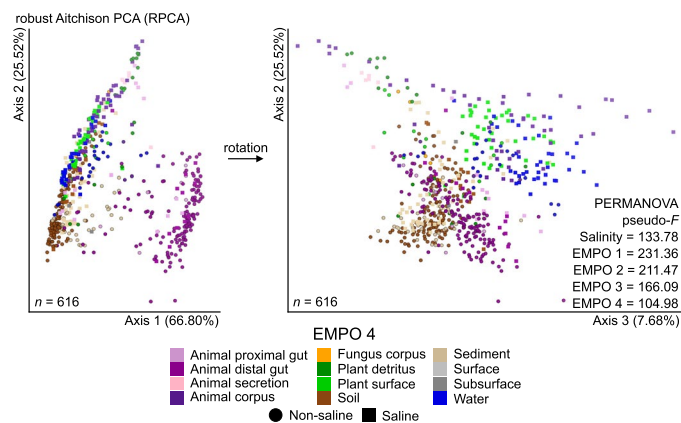 robust Aitchison PCA (RPCA)
Axis 2 (25.52%)
n = 616
Axis 1 (66.80%)
rotation
Axis 2 (25.52%)
n = 616
PERMANOVA
pseudo-F
Salinity = 133.78
EMPO 1 = 231.36
EMPO 2 = 211.47
EMPO 3 = 166.09
EMPO 4 = 104.98
Axis 3 (7.68%)
EMPO 4
Animal proximal gut
Animal distal gut
Animal secretion
Animal corpus
Fungus corpus
Plant detritus
Plant surface
Soil
Sediment
Surface
Subsurface
Water
Non-saline
Saline